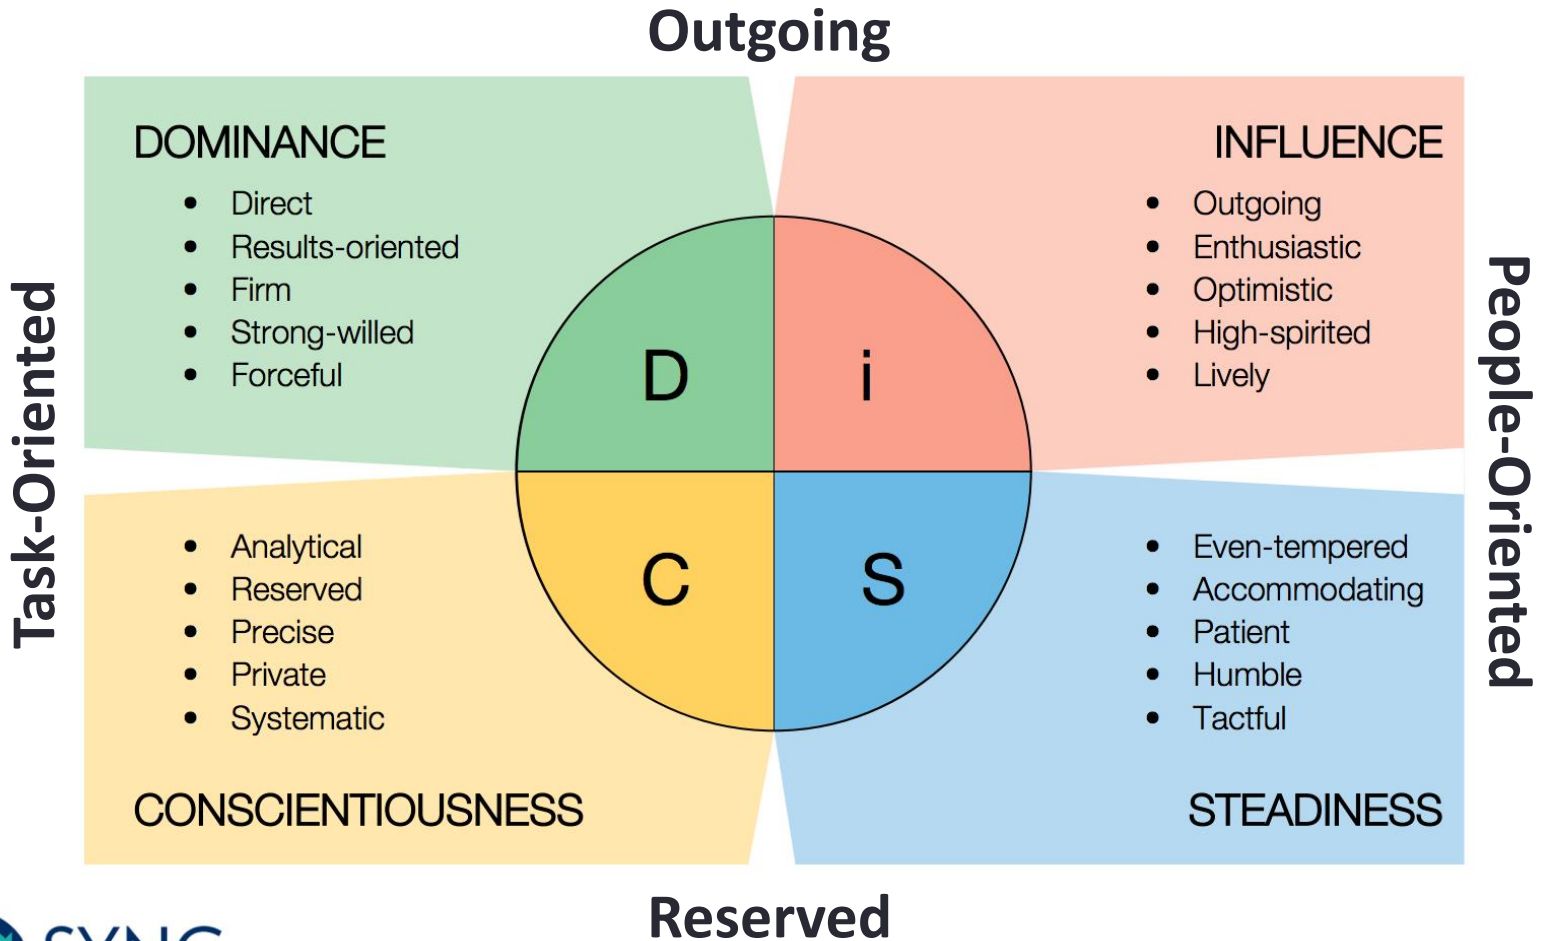 Outgoing
DOMINANCE
• Direct
• Results-oriented
• Firm
• Strong-willed
• Forceful
INFLUENCE
• Outgoing
• Enthusiastic
• Optimistic
• High-spirited
• Lively
Task-Oriented
People-Oriented
D
i
C
S
• Analytical
• Reserved
• Precise
• Private
• Systematic
CONSCIENTIOUSNESS
• Even-tempered
• Accommodating
• Patient
• Humble
• Tactful
STEADINESS
Reserved
SYNC